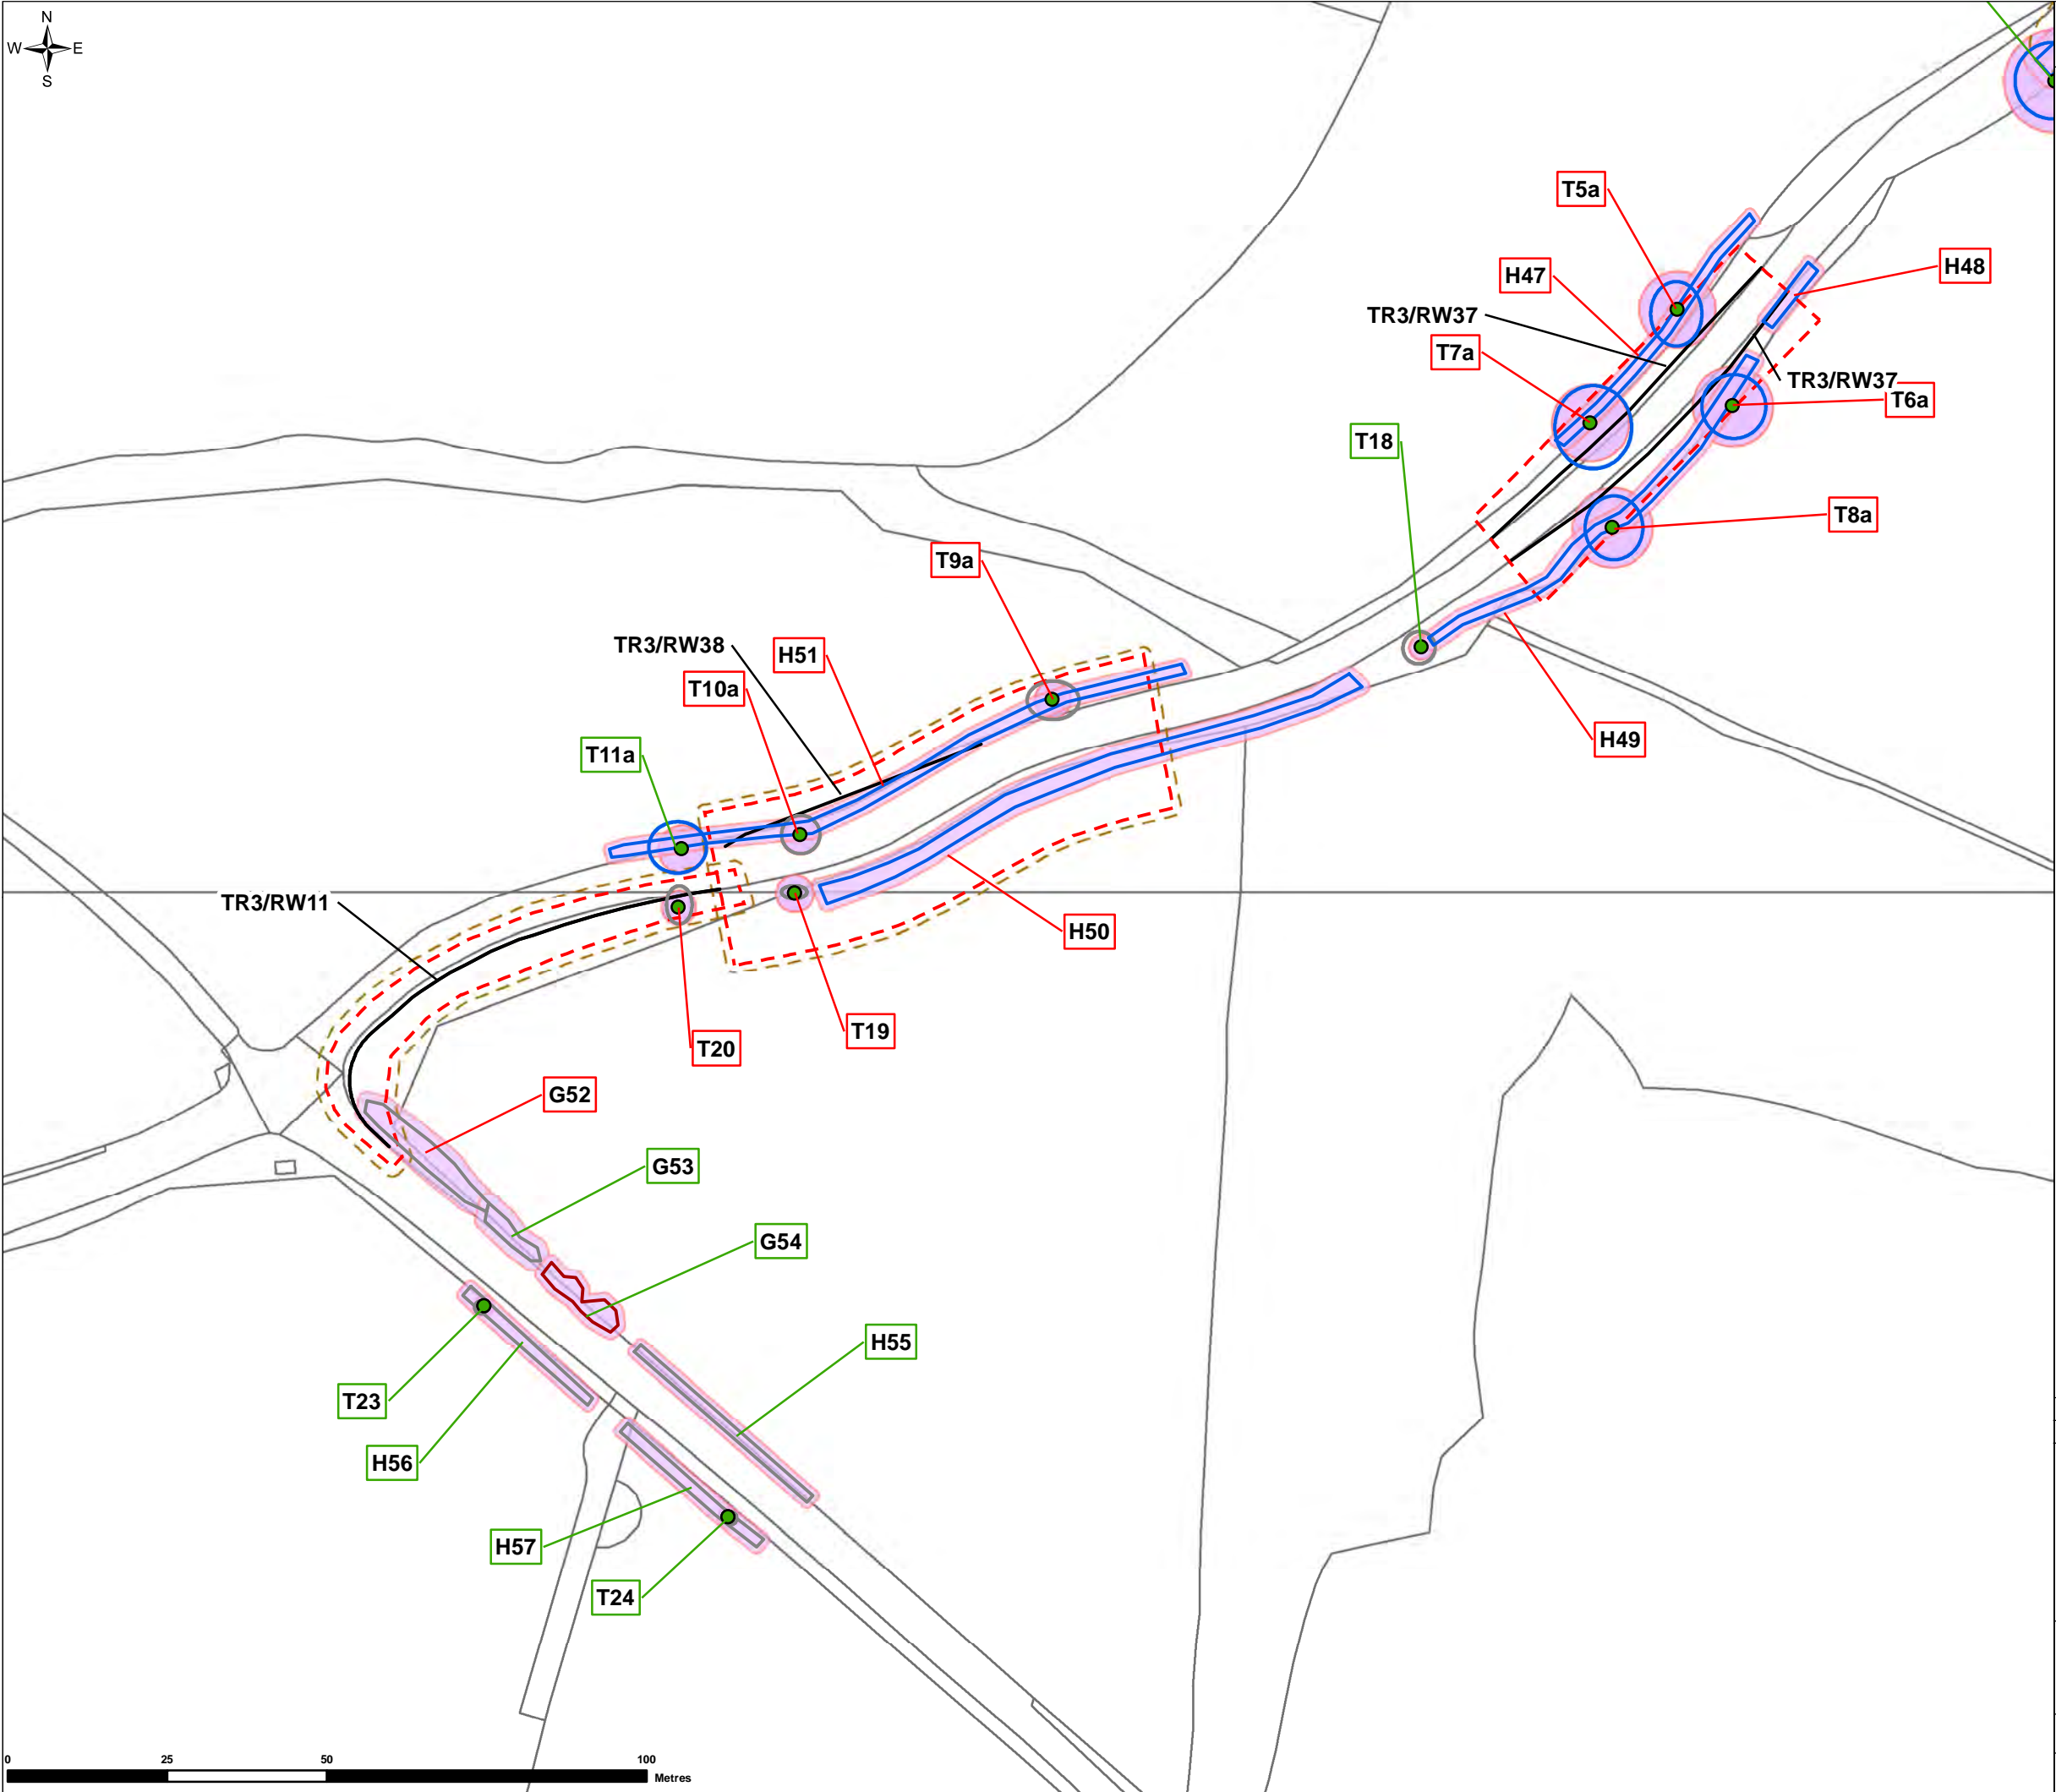 N
W E
S
T5a
H47
H48
TR3/RW37
T7a
TR3/RW37
T6a
T18
T8a
T9a
TR3/RW38
H51
T10a
H49
T11a
TR3/RW11
H50
T19
T20
G52
G53
G54
H55
T23
H56
H57
T24
0 25 50 100
Metres